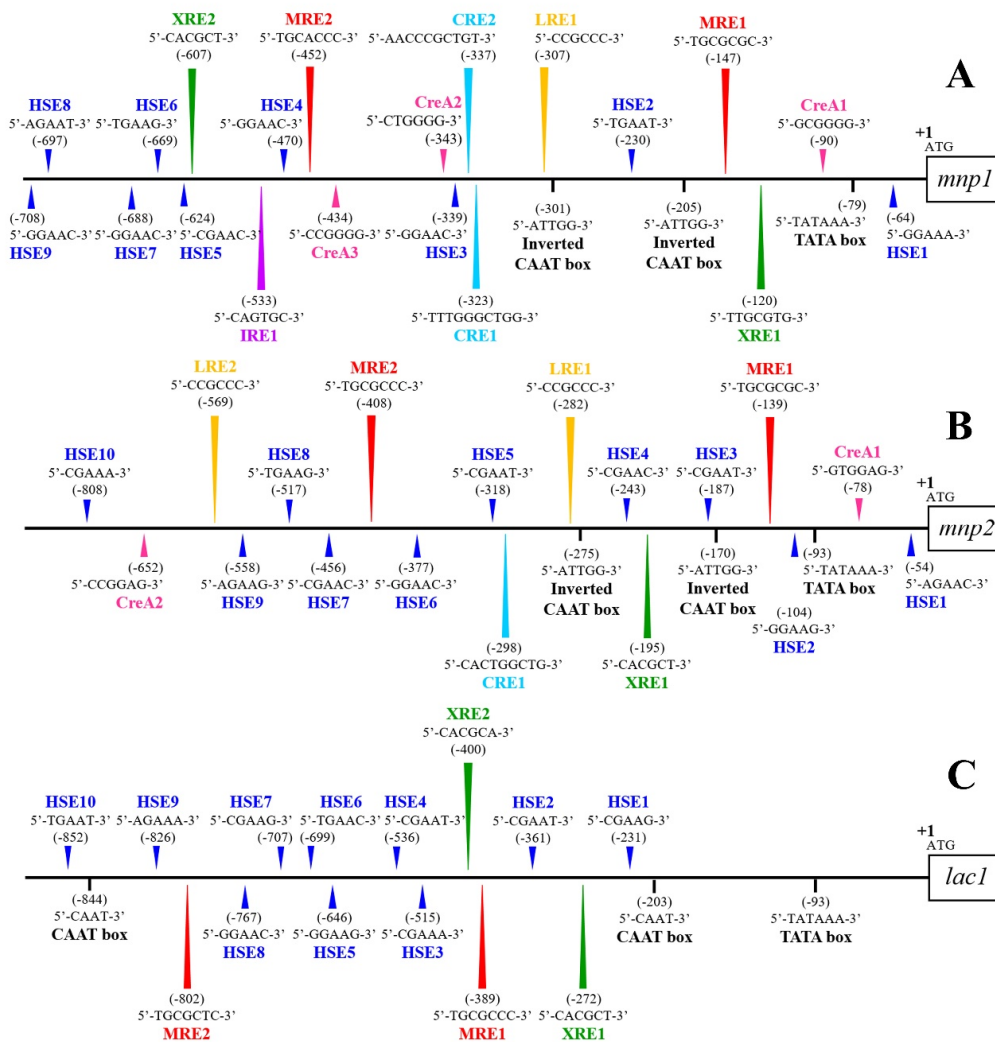 XRE2 MRE2 CRE2 LRE1 MRE1
5’-CACGCT-3’ 5’-TGCACCC-3’ 5’-AACCCGCTGT-3’ 5’-CCGCCC-3’ 5’-TGCGCGC-3’
(-607) (-452) (-337) (-307) (-147)
A
HSE8 HSE6 HSE4 CreA2 HSE2 CreA1
5’-AGAAT-3’ 5’-TGAAG-3’ 5’-GGAAC-3’ 5’-CTGGGG-3’ 5’-TGAAT-3’ 5’-GCGGGG-3’
(-697) (-669) (-470) (-343) (-230) (-90)
+1
ATG
mnp1
(-708) (-688) (-624) (-434) (-339) (-301) (-205) (-79) (-64)
5’-GGAAC-3’ 5’-GGAAC-3’ 5’-CGAAC-3’ 5’-CCGGGG-3’ 5’-GGAAC-3’ 5’-ATTGG-3’ 5’-ATTGG-3’ 5’-TATAAA-3’ 5’-GGAAA-3’
HSE9 HSE7 HSE5 CreA3 HSE3 Inverted CAAT box Inverted CAAT box TATA box HSE1
(-533) (-323) (-120)
5’-CAGTGC-3’ 5’-TTTGGGCTGG-3’ 5’-TTGCGTG-3’
IRE1 CRE1 XRE1
LRE2 MRE2 LRE1 MRE1
5’-CCGCCC-3’ 5’-TGCGCCC-3’ 5’-CCGCCC-3’ 5’-TGCGCGC-3’
(-569) (-408) (-282) (-139)
B
HSE10 HSE8 HSE5 HSE4 HSE3 CreA1
5’-CGAAA-3’ 5’-TGAAG-3’ 5’-CGAAT-3’ 5’-CGAAC-3’ 5’-CGAAT-3’ 5’-GTGGAG-3’
(-808) (-517) (-318) (-243) (-187) (-78)
+1
ATG
mnp2
(-652) (-558) (-456) (-377) (-275) (-170) (-93) (-54)
5’-CCGGAG-3’ 5’-AGAAG-3’ 5’-CGAAC-3’ 5’-GGAAC-3’ 5’-ATTGG-3’ 5’-ATTGG-3’ 5’-TATAAA-3’ 5’-AGAAC-3’
CreA2 HSE9 HSE7 HSE6 Inverted CAAT box Inverted CAAT box TATA box HSE1
(-104)
5’-GGAAG-3’
HSE2
(-298) (-195)
5’-CACTGGCTG-3’ 5’-CACGCT-3’
CRE1 XRE1
XRE2
5’-CACGCA-3’
(-400)
C
HSE10 HSE9 HSE7 HSE6 HSE4 HSE2 HSE1
5’-TGAAT-3’ 5’-AGAAA-3’ 5’-CGAAG-3’ 5’-TGAAC-3’ 5’-CGAAT-3’ 5’-CGAAT-3’ 5’-CGAAG-3’
(-852) (-826) (-707) (-699) (-536) (-361) (-231)
+1
ATG
lac1
(-844) (-767) (-646) (-515) (-203) (-93)
5’-CAAT-3’ 5’-GGAAC-3’ 5’-GGAAG-3’ 5’-CGAAA-3’ 5’-CAAT-3’ 5’-TATAAA-3’
CAAT box HSE8 HSE5 HSE3 CAAT box TATA box
(-802) (-389) (-272)
5’-TGCGCTC-3’ 5’-TGCGCCC-3’ 5’-CACGCT-3’
MRE2 MRE1 XRE1